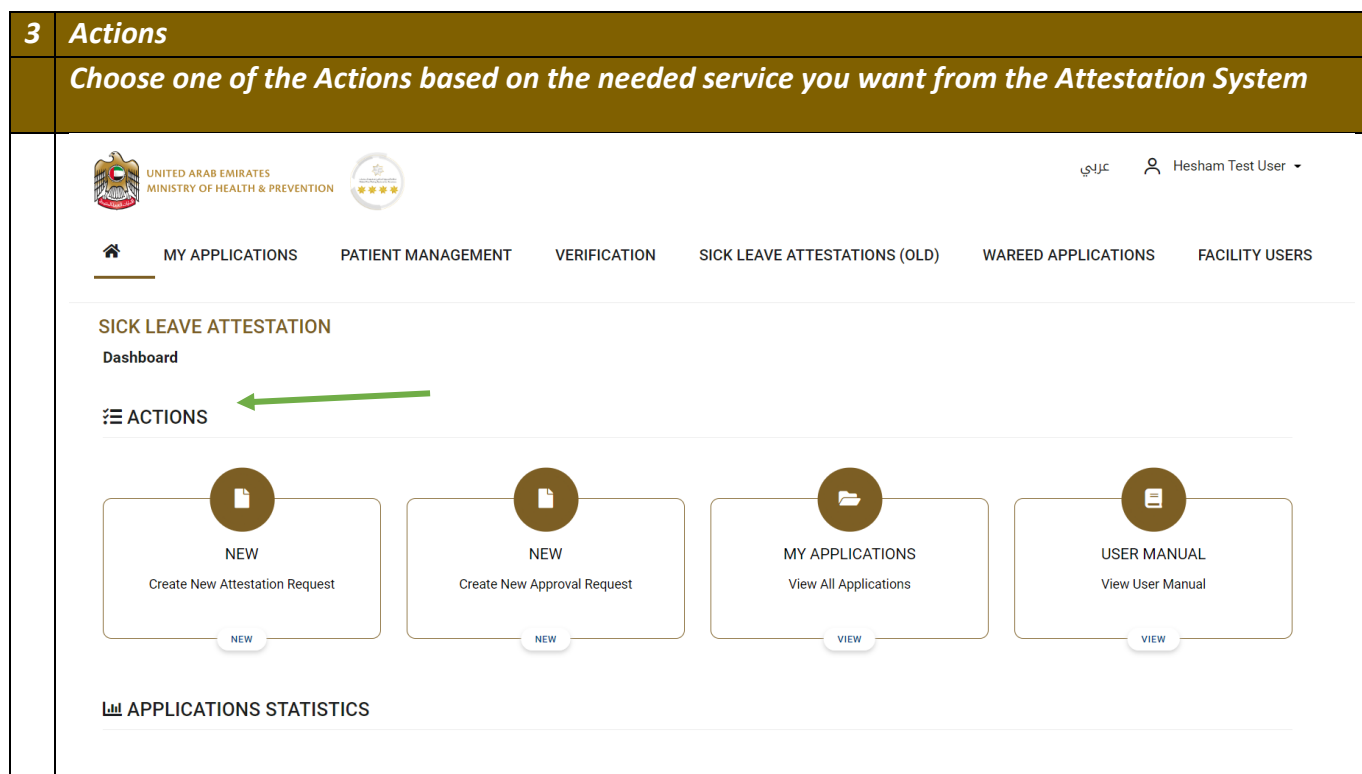 3 Actions
Choose one of the Actions based on the needed service you want from the Attestation System
UNITED ARAB EMIRATES
MINISTRY OF HEALTH & PREVENTION
عربي Hesham Test User
MY APPLICATIONS PATIENT MANAGEMENT VERIFICATION SICK LEAVE ATTESTATIONS (OLD) WAREED APPLICATIONS FACILITY USERS
SICK LEAVE ATTESTATION
Dashboard
ACTIONS
NEW
Create New Attestation Request
NEW
NEW
Create New Approval Request
NEW
MY APPLICATIONS
View All Applications
VIEW
USER MANUAL
View User Manual
VIEW
APPLICATIONS STATISTICS